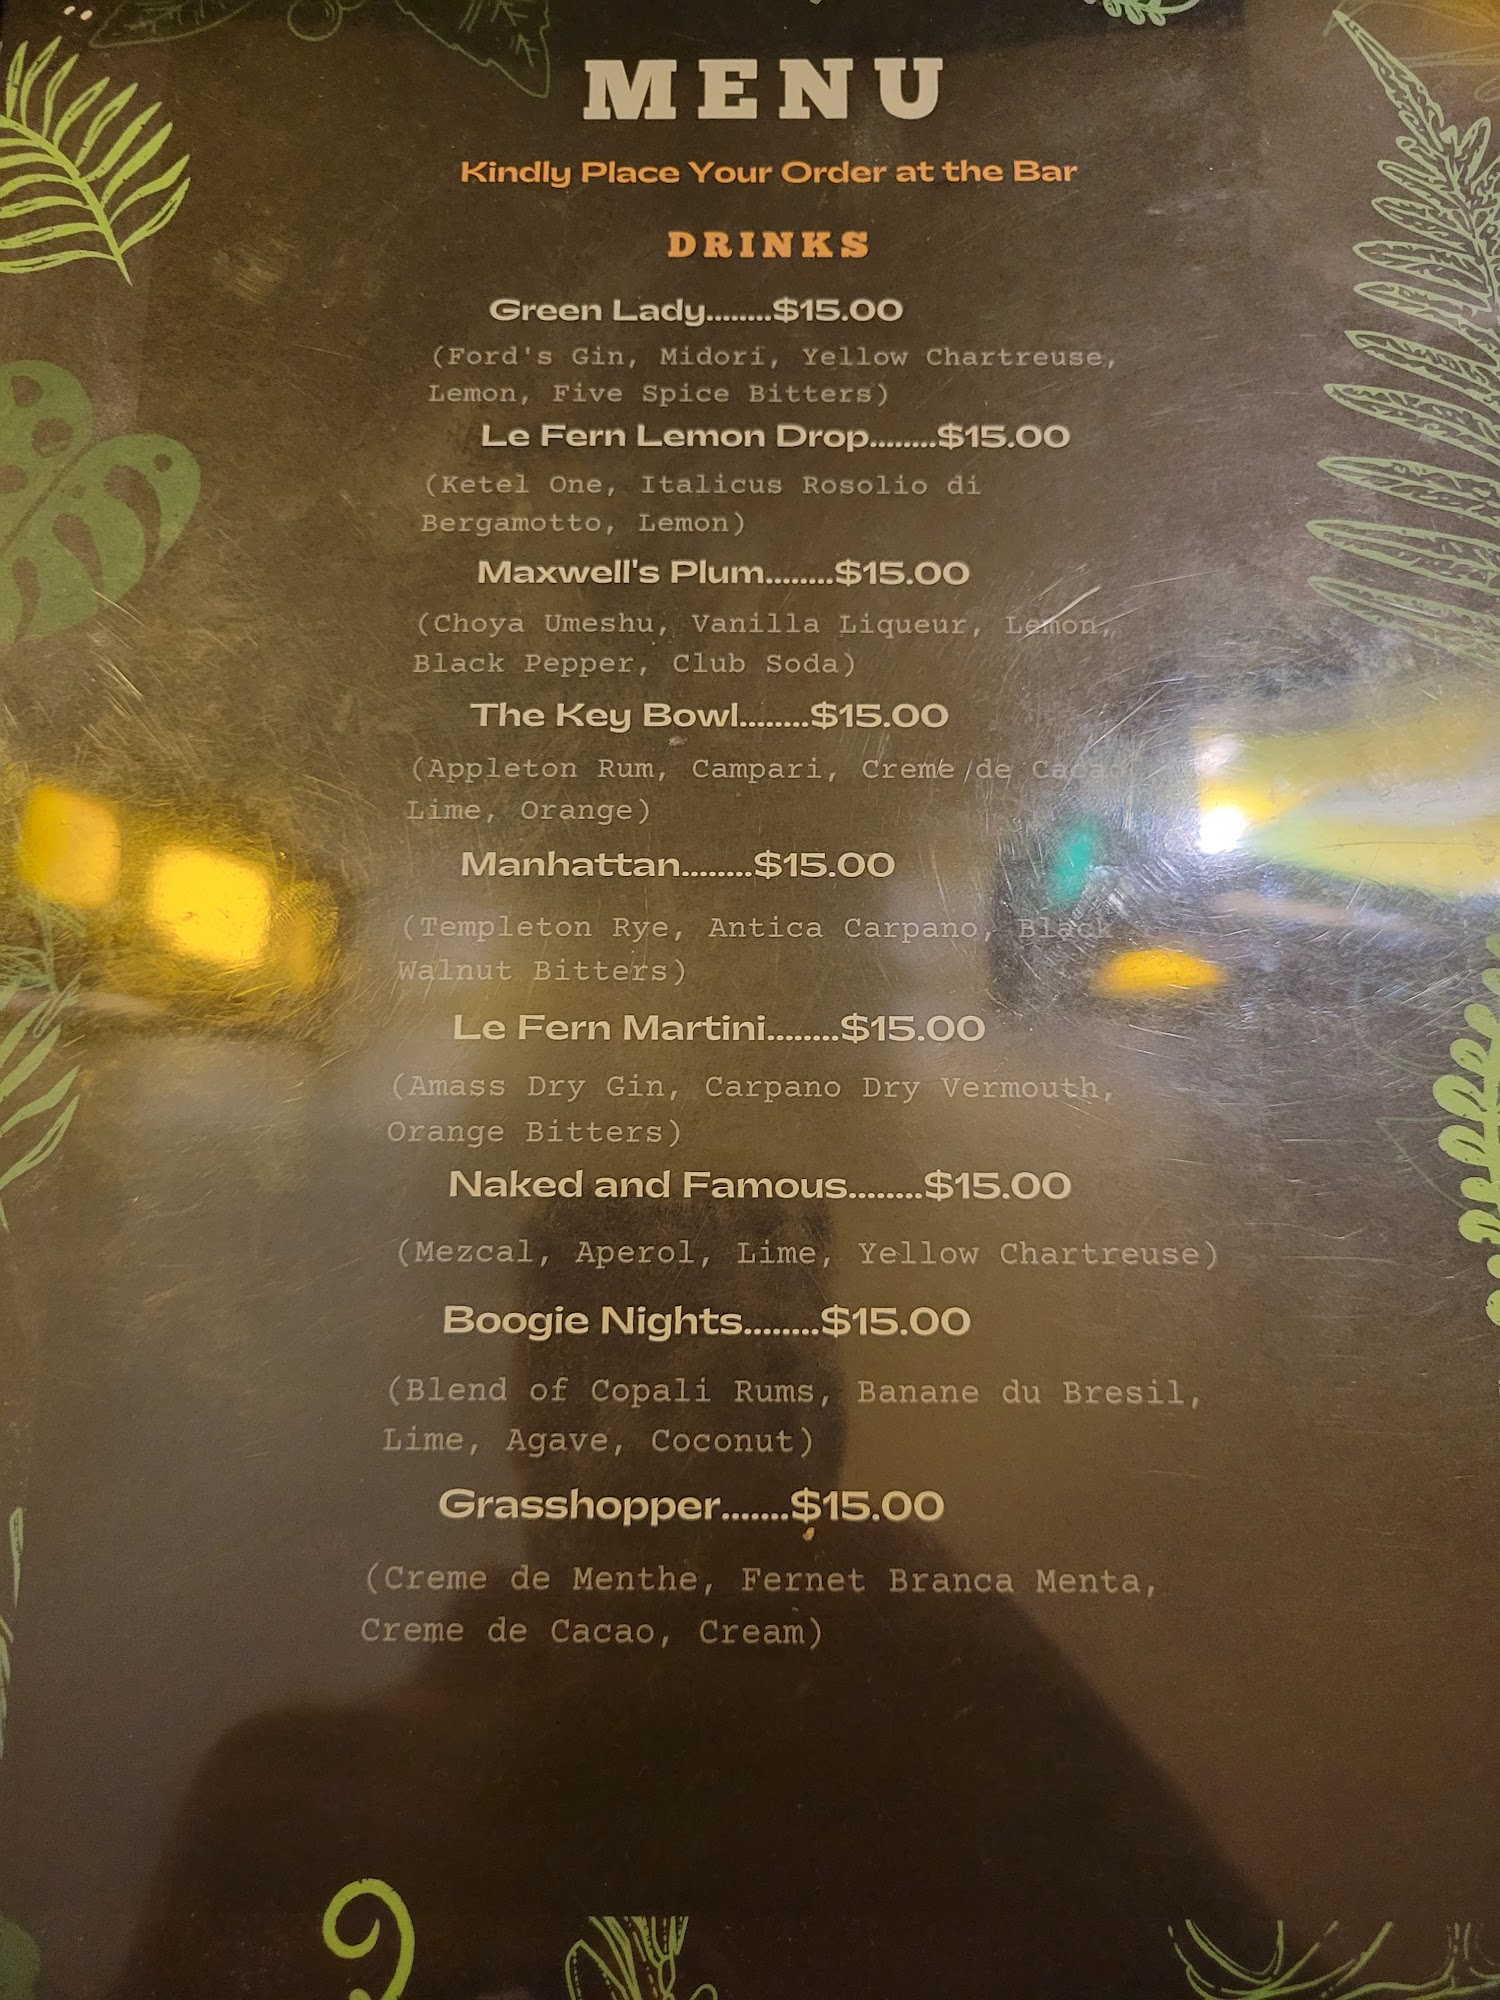 MENU
Kindly Place Your Order at the Bar
DRINKS
Green Lady........$15.00
(Ford's Gin, Midori, Yellow Chartreuse,
Lemon, Five Spice Bitters)
Le Fern Lemon Drop........$15.00
(Ketel One, Italicus Rosolio di
Bergamotto, Lemon)
Maxwell's Plum........$15.00
(Choya Umeshu, Vanilla Liqueur, Lemon,
Black Pepper, Club Soda)
The Key Bowl........$15.00
(Appleton Rum, Campari, Creme de Cacao
Lime, Orange)
Manhattan........$15.00
(Templeton Rye, Antica Carpano, Black
Walnut Bitters)
Le Fern Martini........$15.00
(Amass Dry Gin, Carpano Dry Vermouth,
Orange Bitters)
Naked and Famous........$15.00
(Mezcal, Aperol, Lime, Yellow Chartreuse)
Boogie Nights........$15.00
(Blend of Copali Rums, Banane du Bresil,
Lime, Agave, Coconut)
Grasshopper.......$15.00
(Creme de Menthe, Fernet Branca Menta,
Creme de Cacao, Cream)